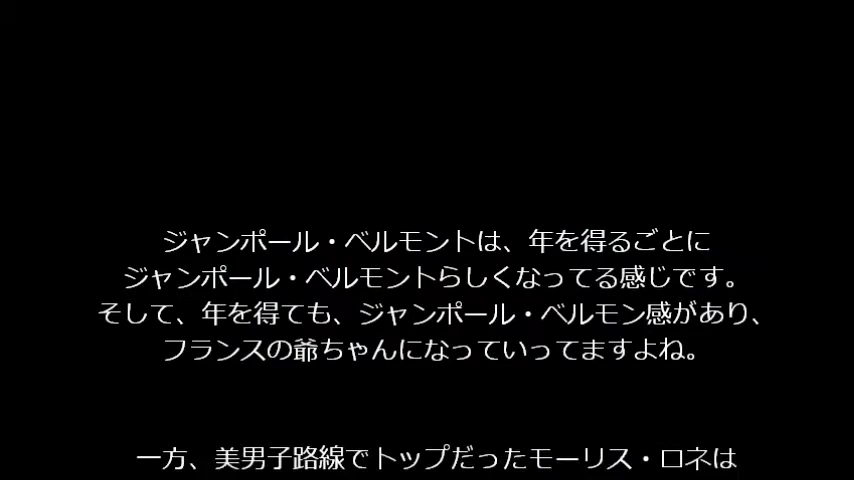 ジャンポール・ベルモントは、年を得るごとに
ジャンポール・ベルモントらしくなってる感じです。
そして、年を得ても、ジャンポール・ベルモン感があり、
フランスの爺ちゃんになっていってますよね。
一方、美男子路線でトップだったモーリス・ロネは